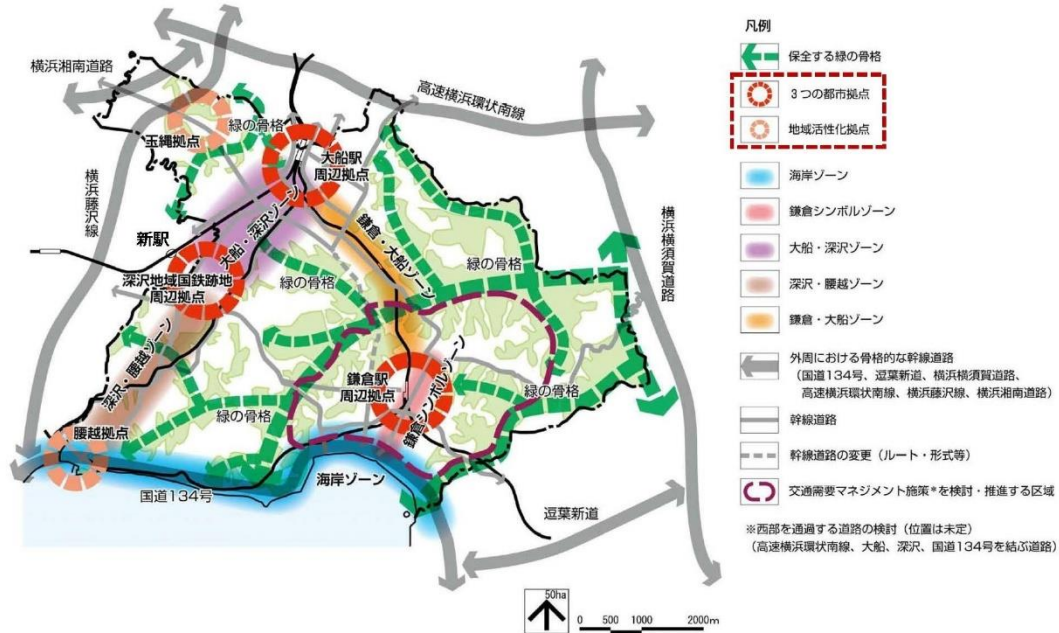 横浜湘南道路
高速横浜環状南線
玉縄拠点
緑の骨格
大船駅
周辺拠点
横浜藤沢線
新駅
大船・深沢ゾーン
鎌倉・大船ゾーン
横浜横須賀道路
深沢地域国鉄跡地
周辺拠点
緑の骨格
緑の骨格
深沢・腰越ゾーン
鎌倉駅
周辺拠点
鎌倉シンボルゾーン
緑の骨格
緑の骨格
腰越拠点
海岸ゾーン
国道134号
逗葉新道
凡例
保全する緑の骨格
3つの都市拠点
地域活性化拠点
海岸ゾーン
鎌倉シンボルゾーン
大船・深沢ゾーン
深沢・腰越ゾーン
鎌倉・大船ゾーン
外周における骨格的な幹線道路
(国道134号、逗葉新道、横浜横須賀道路、
高速横浜環状南線、横浜藤沢線、横浜湘南道路)
幹線道路
幹線道路の変更(ルート・形式等)
交通需要マネジメント施策*を検討・推進する区域
※西部を通過する道路の検討(位置は未定)
(高速横浜環状南線、大船、深沢、国道134号を結ぶ道路)
50ha
0 500 1000 2000m